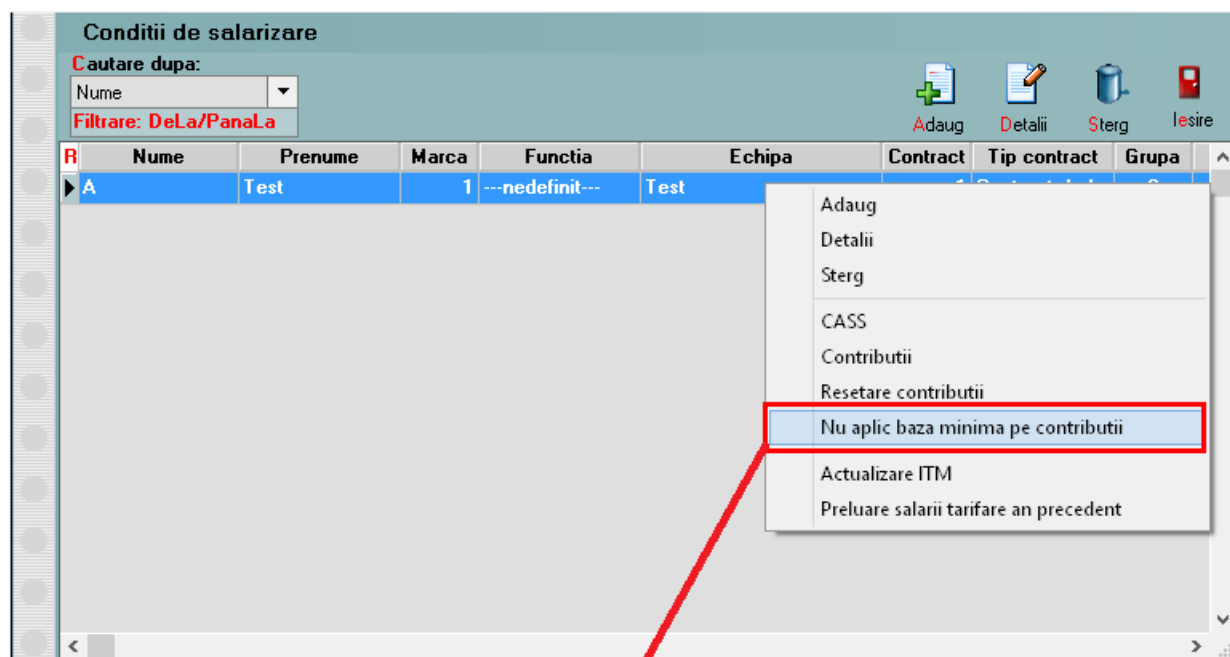 Conditii de salarizare
Cautare dupa:
Nume
Filtrare: DeLa/PanaLa
Adaug Detalii Sterg Iesire
R Nume Prenume Marca Functia Echipa Contract Tip contract Grupa
A Test 1 ---nedefinit--- Test
Adaug
Detalii
Sterg
CASS
Contributii
Resetare contributii
Nu aplic baza minima pe contributii
Actualizare ITM
Preluare salarii tarifare an precedent